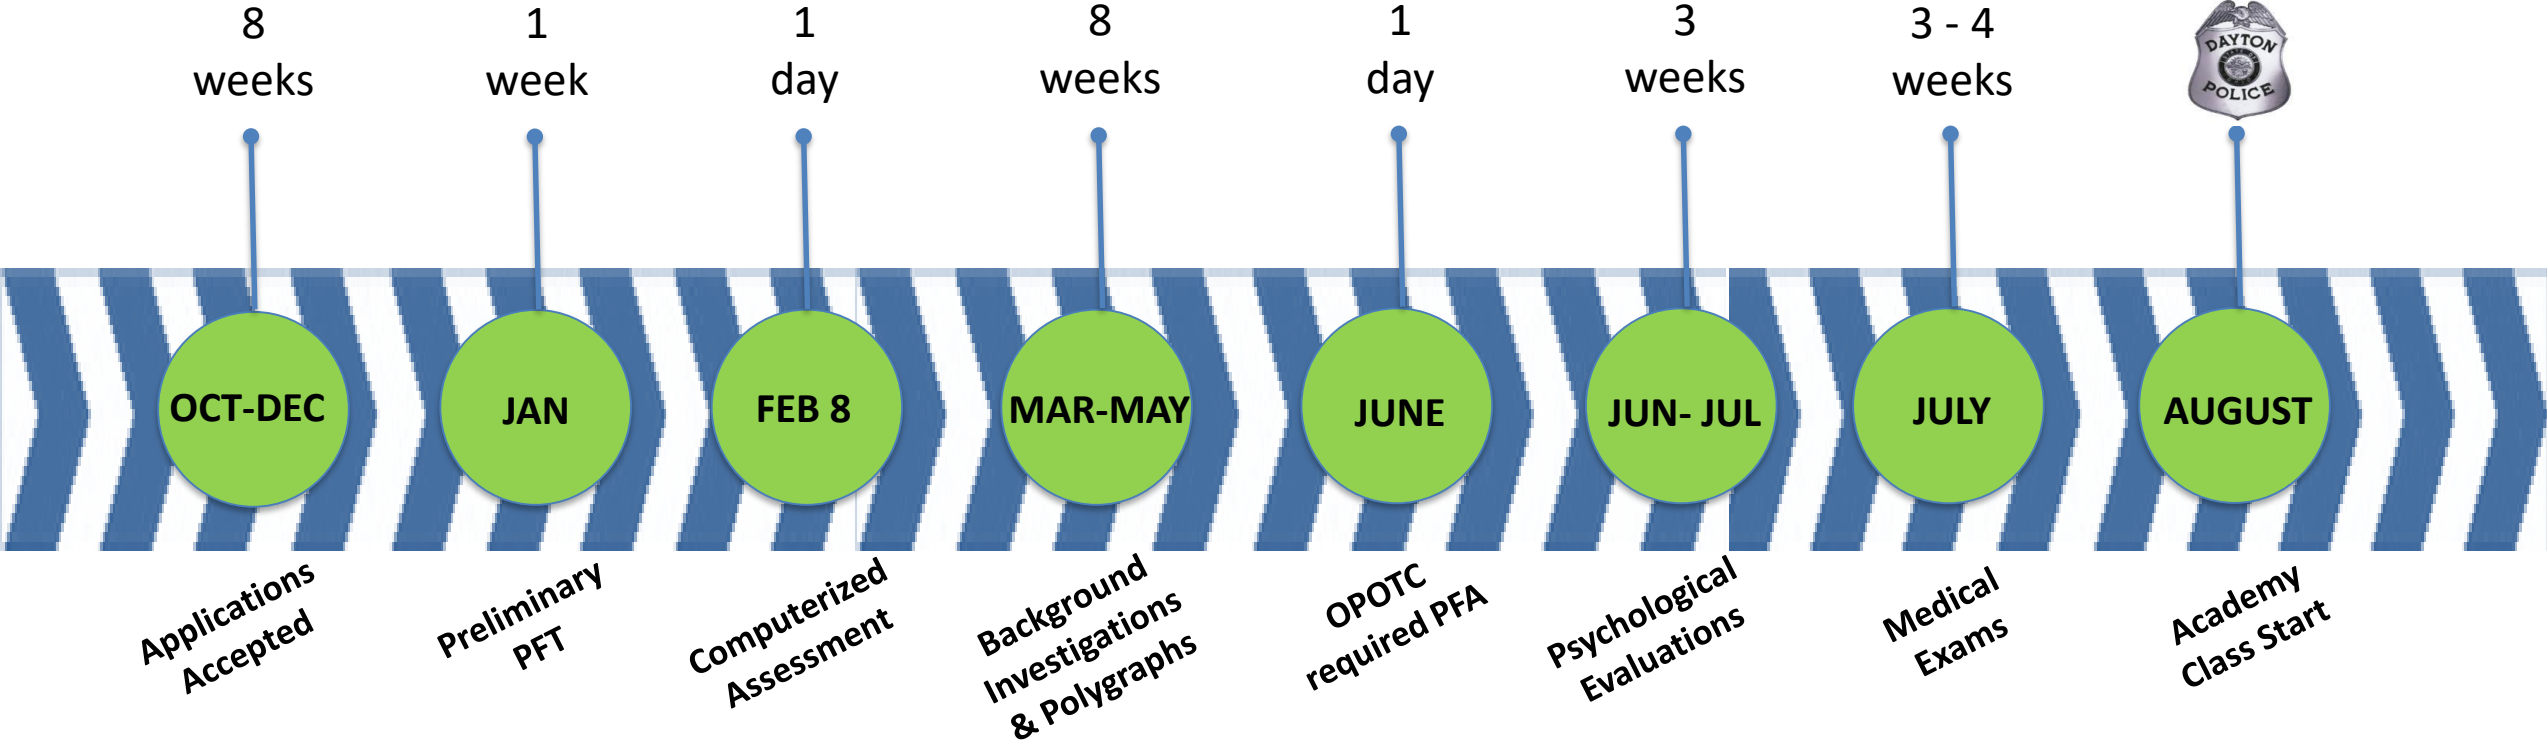 8
weeks
1
week
1
day
8
weeks
1
day
3
weeks
3 - 4
weeks
DAYTON
POLICE
OCT-DEC
JAN
FEB 8
MAR-MAY
JUNE
JUN- JUL
JULY
AUGUST
Applications
Accepted
Preliminary
PFT
Computerized
Assessment
Background
Investigations
& Polygraphs
OPOTC
required PFA
Psychological
Evaluations
Medical
Exams
Academy
Class Start